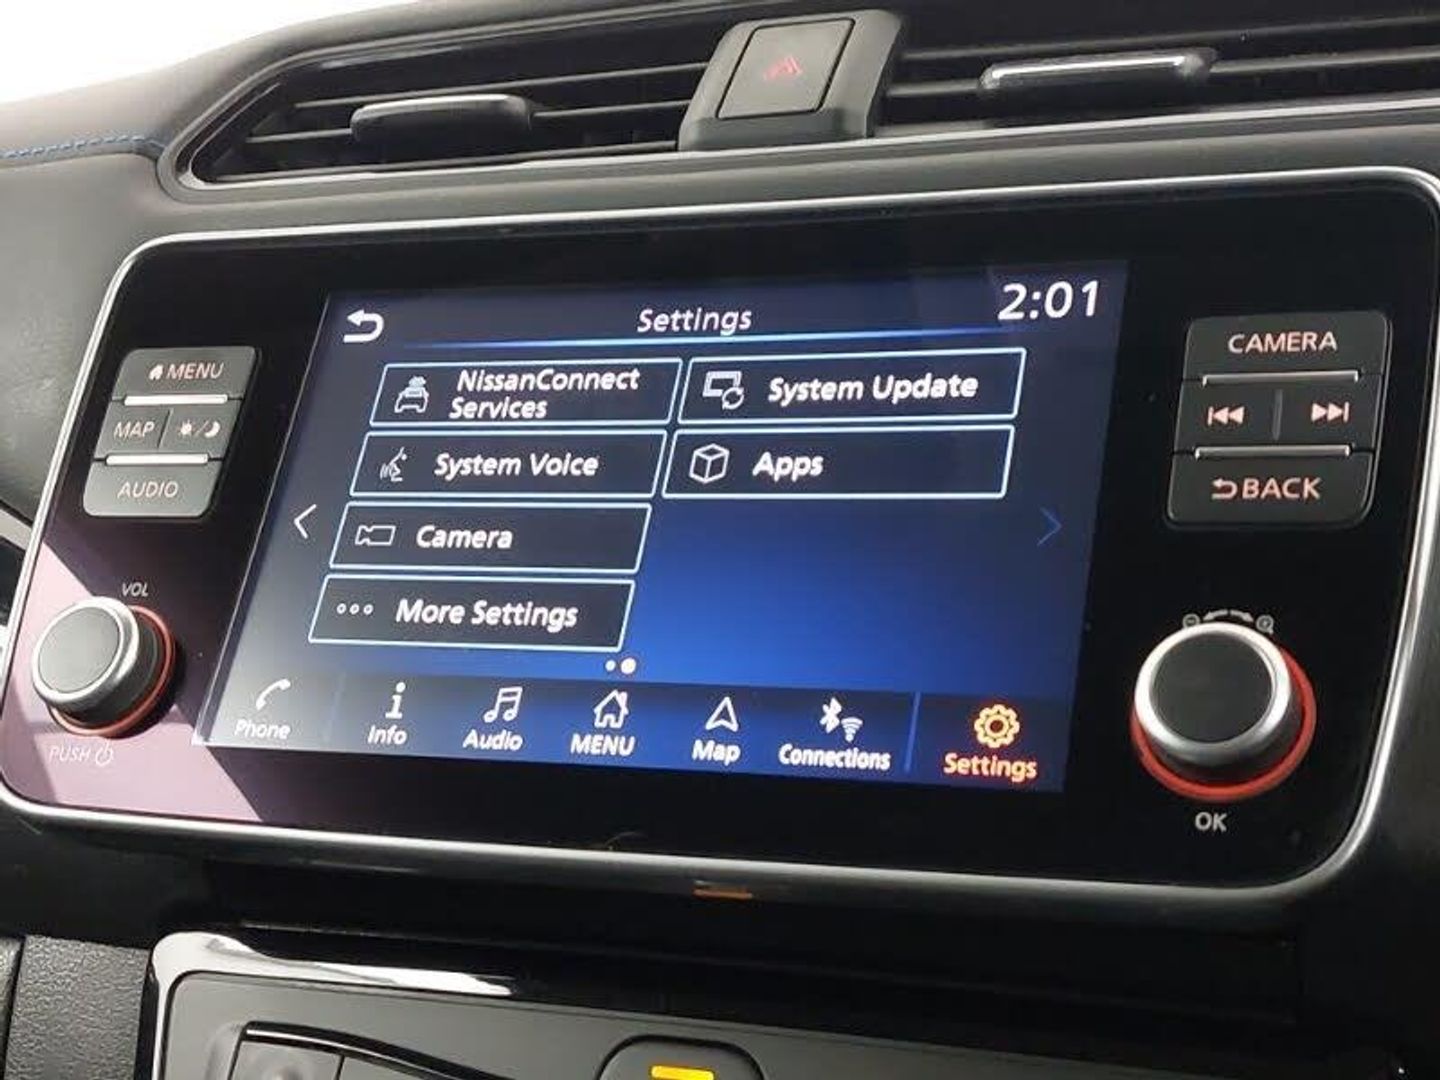 Settings
2:01
NissanConnect
Services
System Update
System Voice
Apps
Camera
More Settings
Phone
Info
Audio
MENU
Map
Connections
Settings
MENU
MAP
AUDIO
VOL
PUSH
CAMERA
BACK
OK